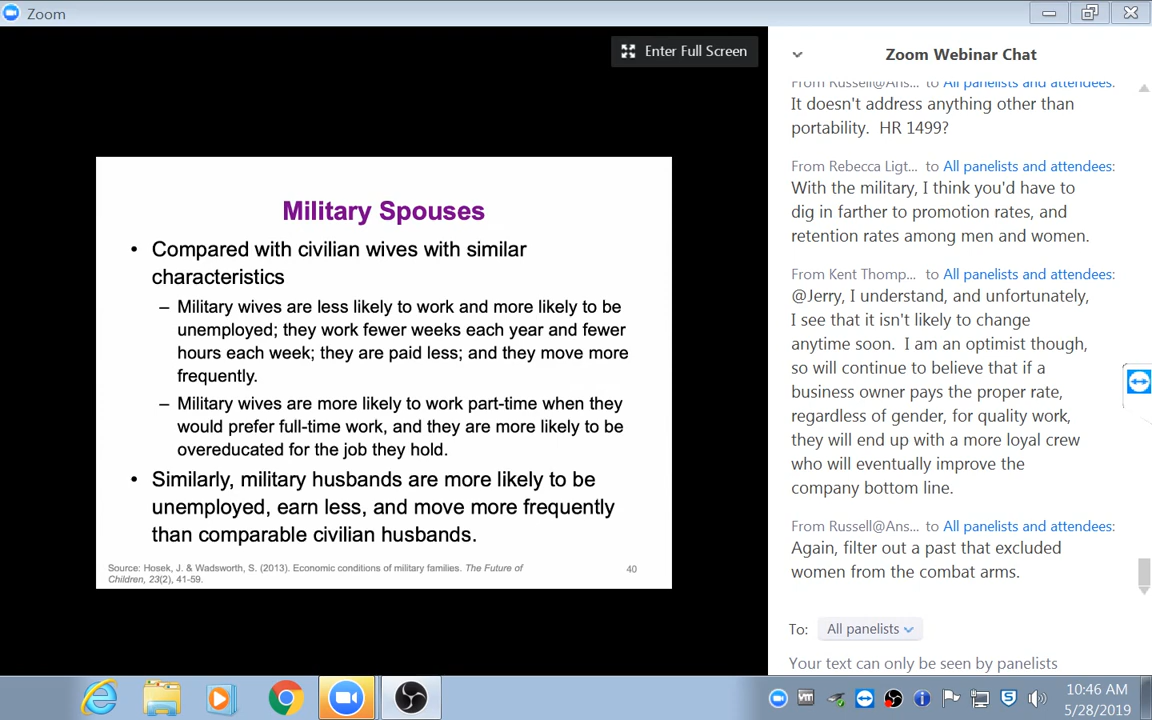 Zoom
Enter Full Screen
Military Spouses
• Compared with civilian wives with similar
characteristics
– Military wives are less likely to work and more likely to be
unemployed; they work fewer weeks each year and fewer
hours each week; they are paid less; and they move more
frequently.
– Military wives are more likely to work part-time when they
would prefer full-time work, and they are more likely to be
overeducated for the job they hold.
• Similarly, military husbands are more likely to be
unemployed, earn less, and move more frequently
than comparable civilian husbands.
Source: Hosek, J. & Wadsworth, S. (2013). Economic conditions of military families. The Future of
Children, 23(2), 41-59.
40
Zoom Webinar Chat
From Russell@Ans... to All panelists and attendees:
It doesn't address anything other than
portability. HR 1499?
From Rebecca Ligt... to All panelists and attendees:
With the military, I think you'd have to
dig in farther to promotion rates, and
retention rates among men and women.
From Kent Thomp... to All panelists and attendees:
@Jerry, I understand, and unfortunately,
I see that it isn't likely to change
anytime soon. I am an optimist though,
so will continue to believe that if a
business owner pays the proper rate,
regardless of gender, for quality work,
they will end up with a more loyal crew
who will eventually improve the
company bottom line.
From Russell@Ans... to All panelists and attendees:
Again, filter out a past that excluded
women from the combat arms.
To: All panelists
Your text can only be seen by panelists
10:46 AM
5/28/2019